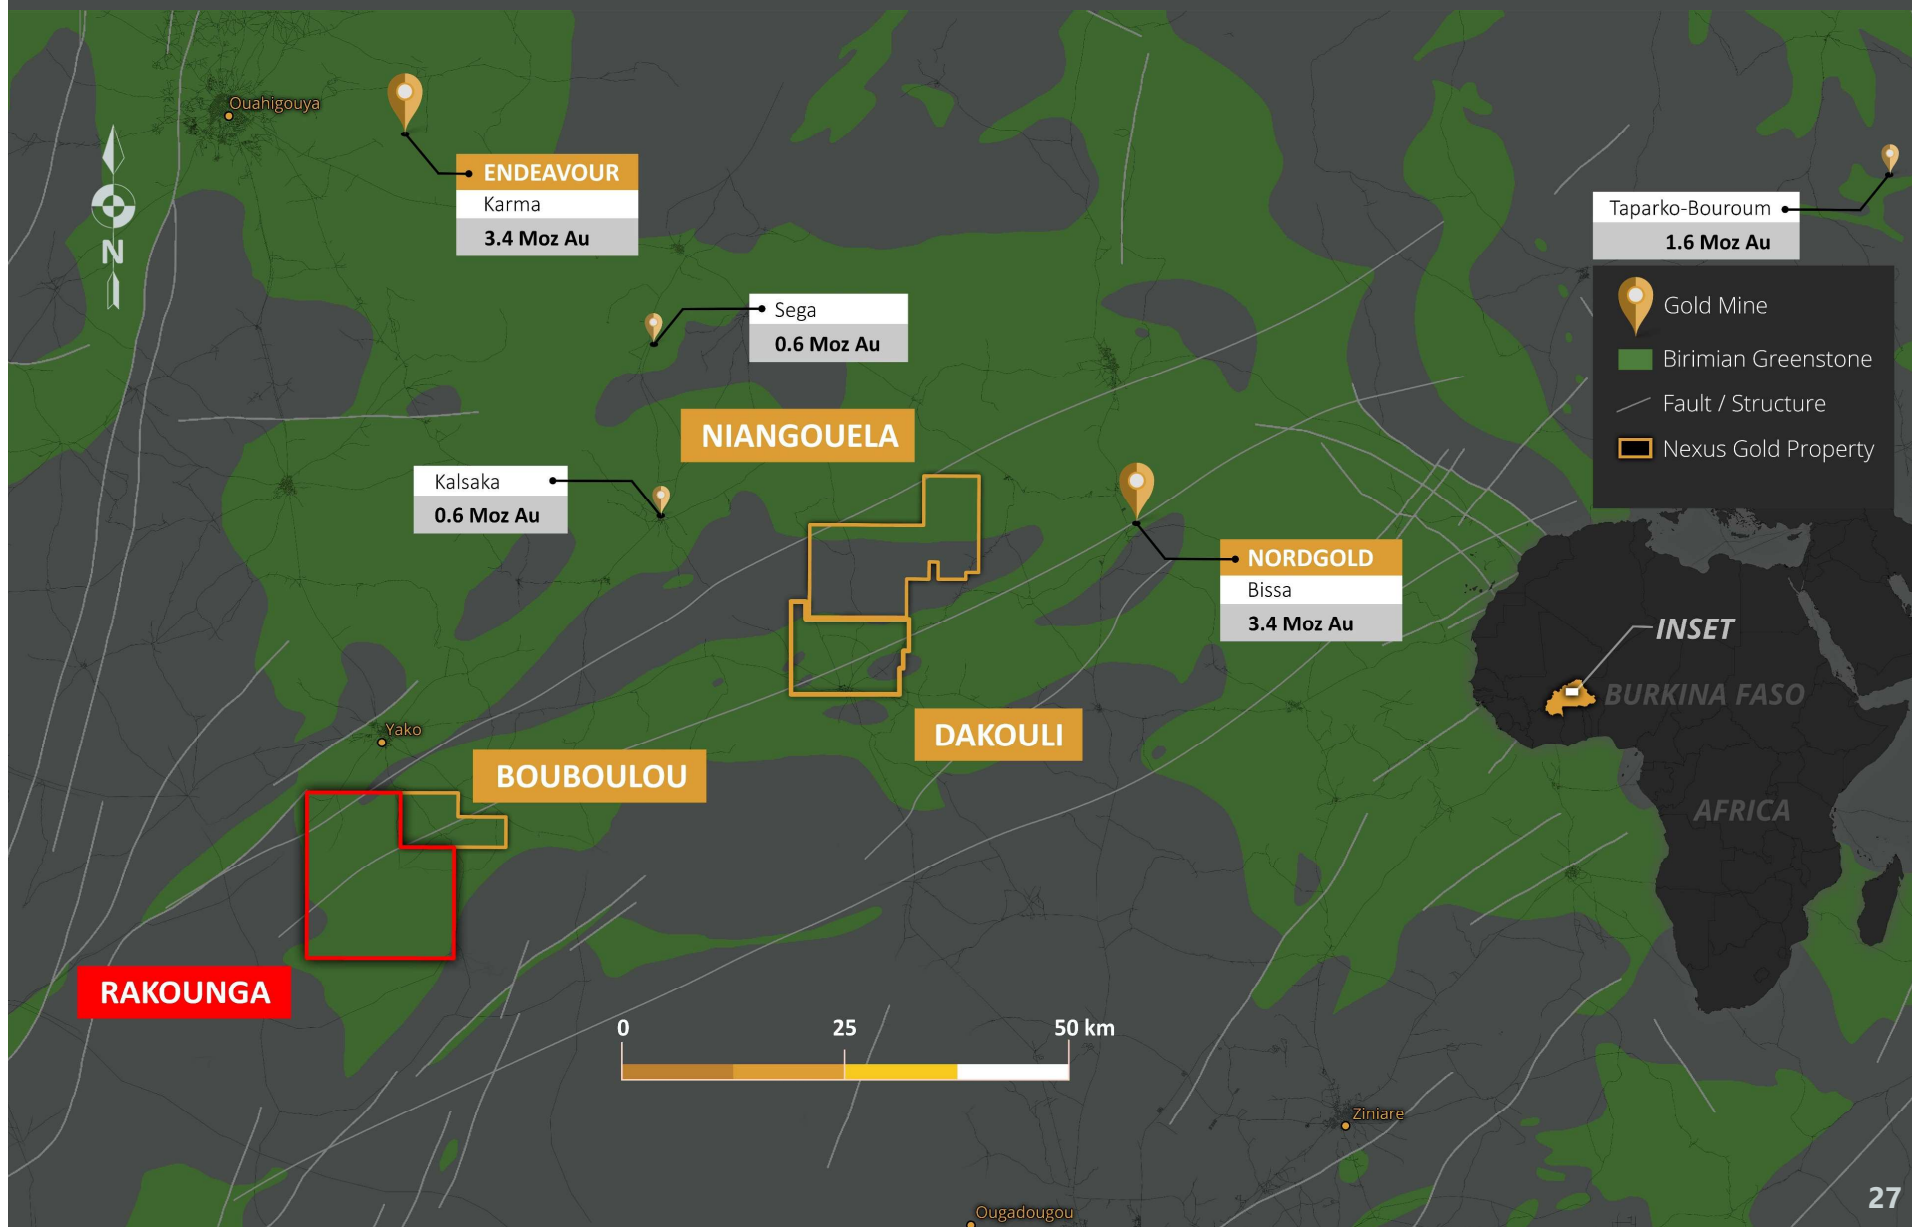 Ouahigouya
ENDEAVOUR
Karma
3.4 Moz Au
N
Taparko-Bouroum
1.6 Moz Au
Gold Mine
Birimian Greenstone
Fault / Structure
Nexus Gold Property
Sega
0.6 Moz Au
NIANGOUELA
Kalsaka
0.6 Moz Au
NORDGOLD
Bissa
3.4 Moz Au
INSET
BURKINA FASO
AFRICA
DAKOULI
Yako
BOUBOULOU
RAKOUNGA
0 25 50 km
Ziniare
Ougadougou
27